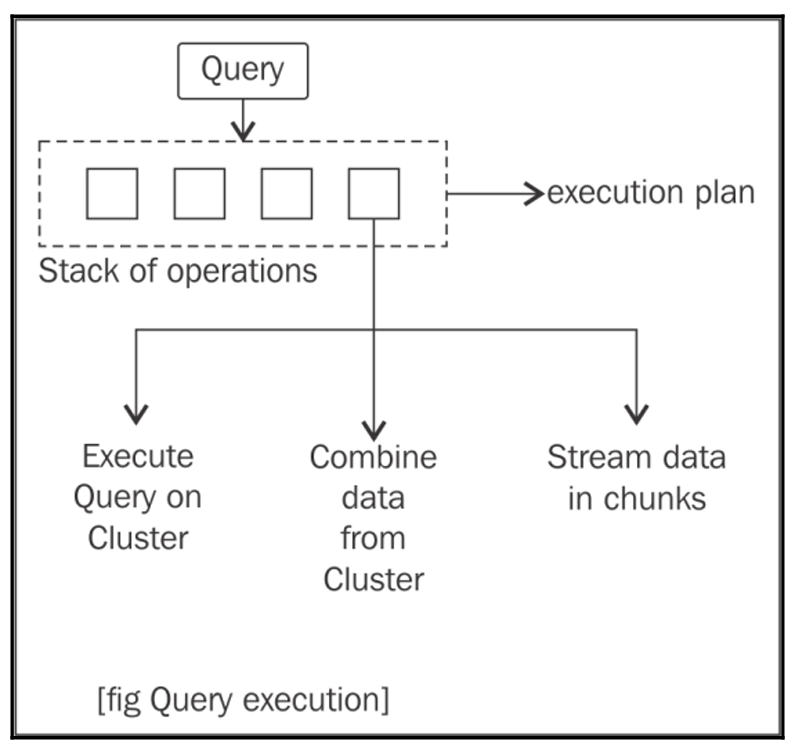 Query
execution plan
Stack of operations
Execute
Query on
Cluster
Combine
data
from
Cluster
Stream data
in chunks
[fig Query execution]